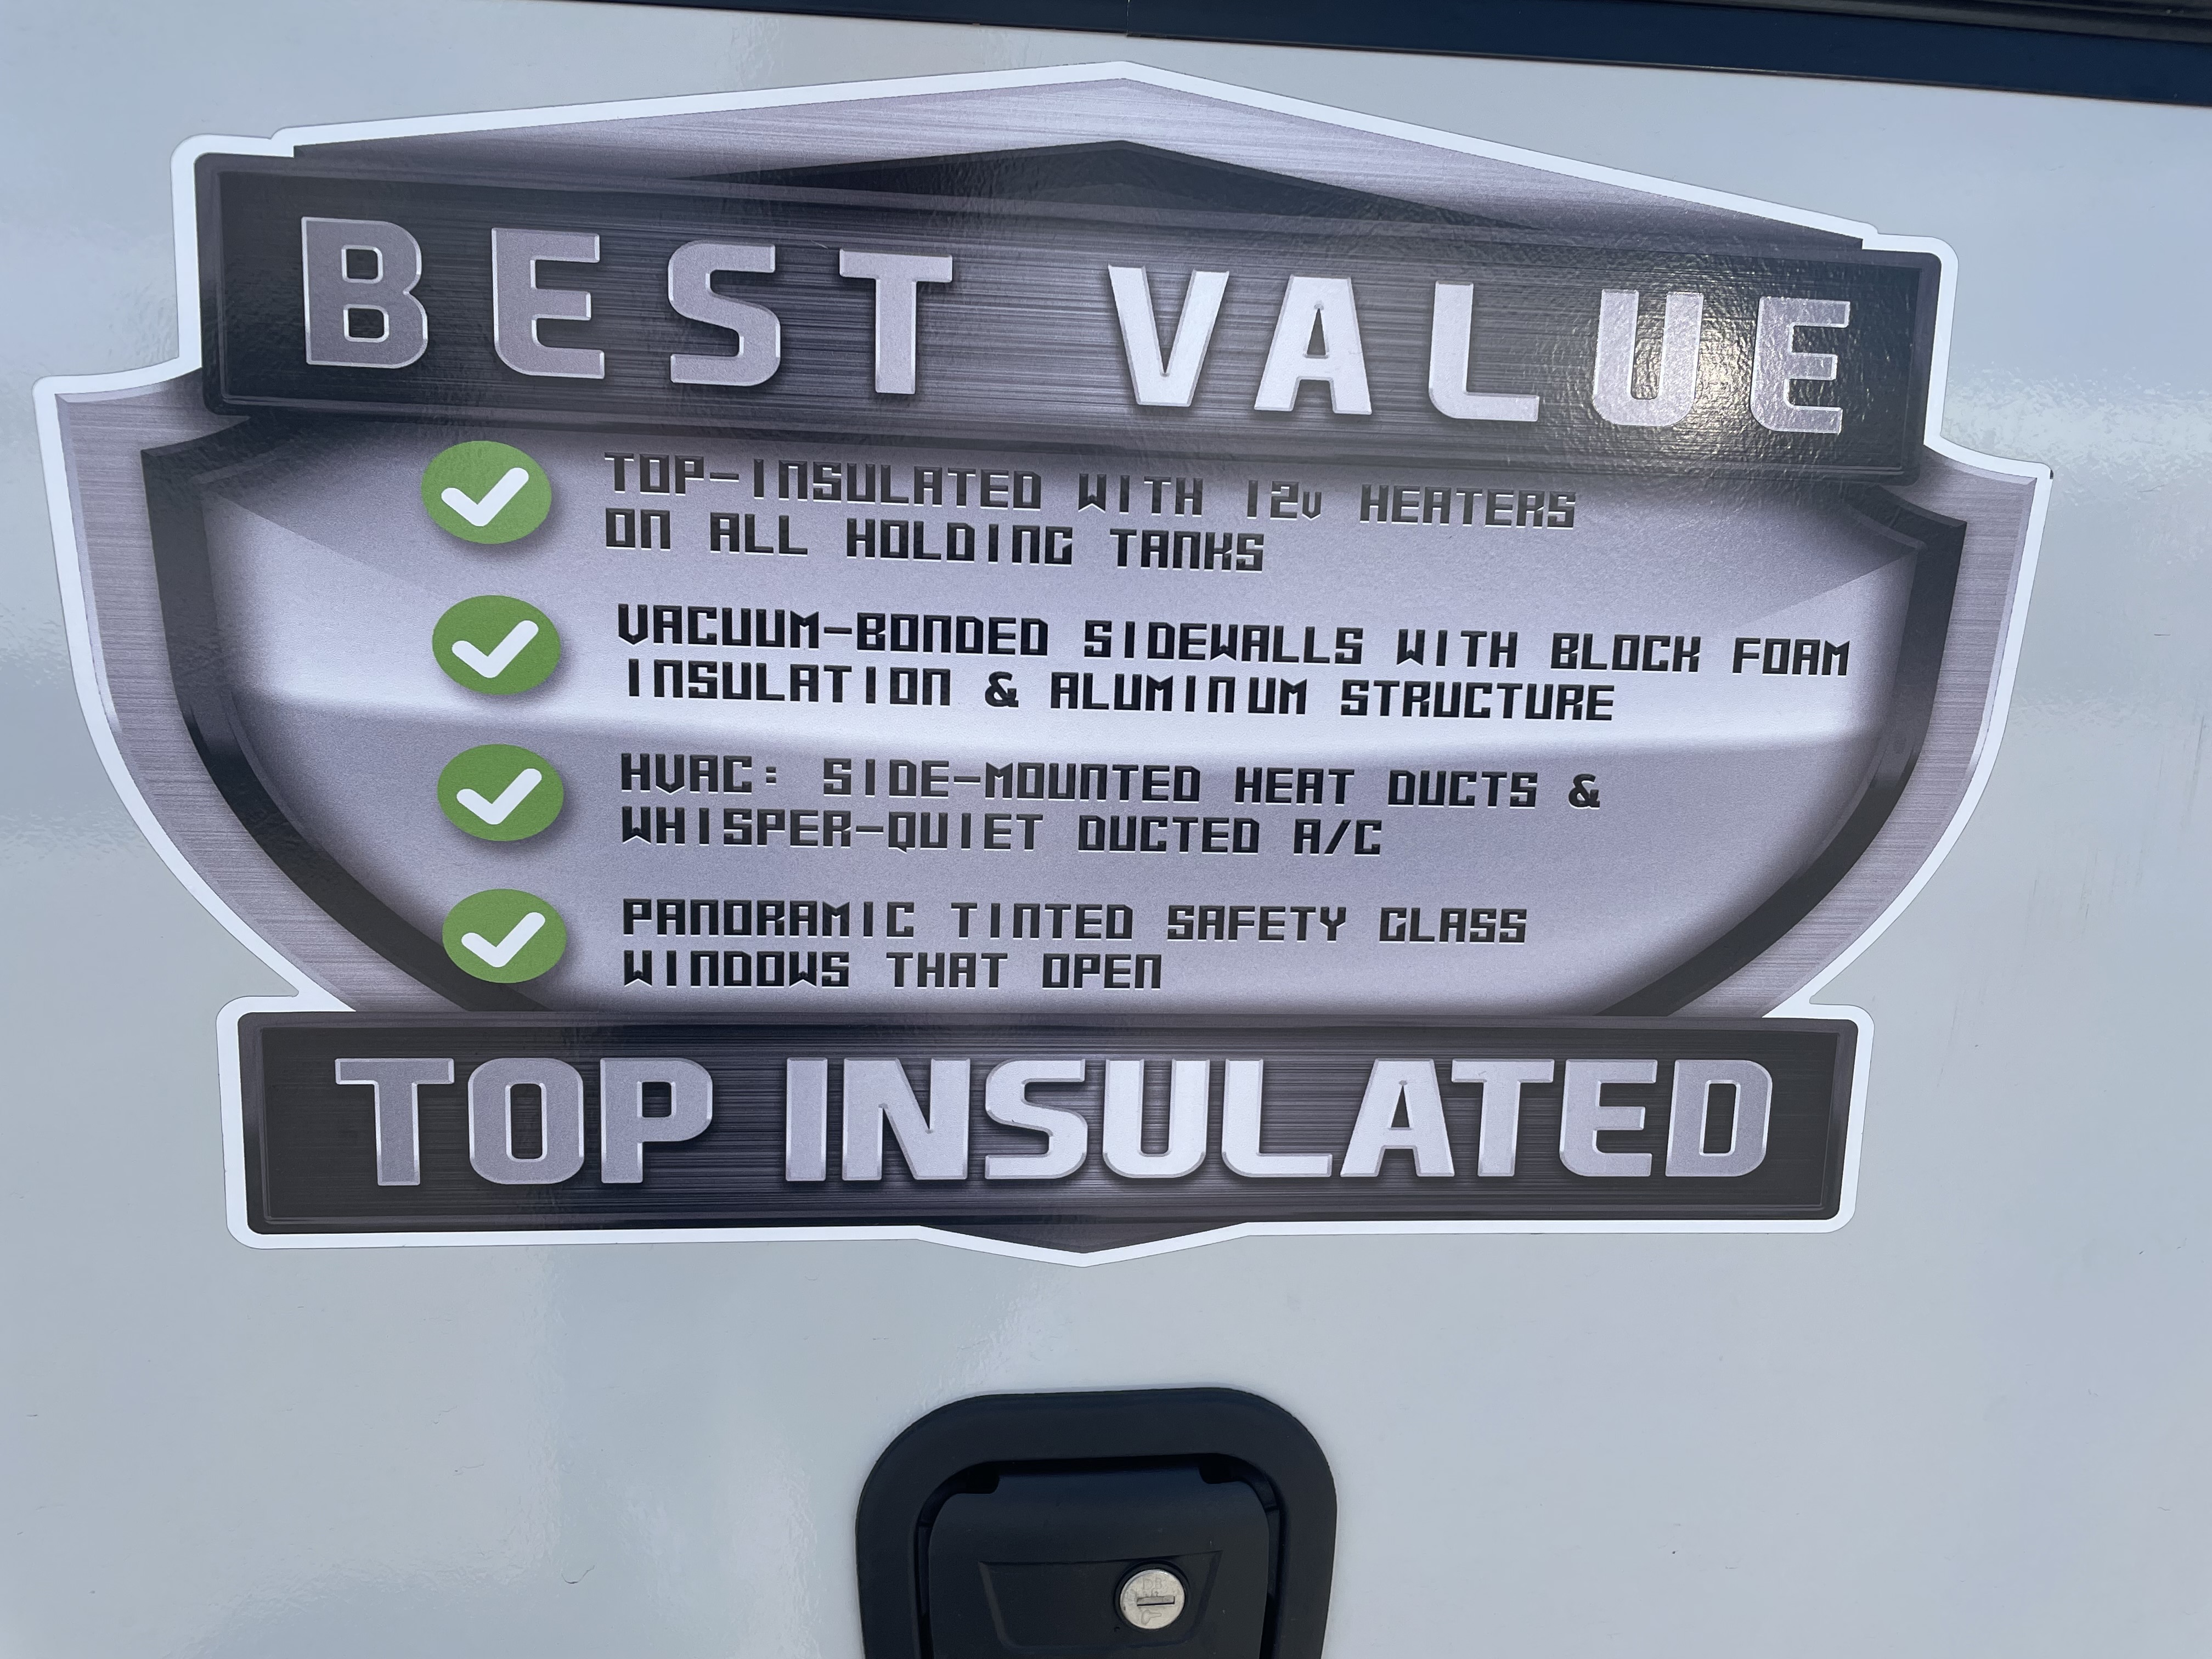 BEST VALUE
TOP-INSULATED WITH 12v HEATERS
ON ALL HOLDING TANKS
VACUUM-BONDED SIDEWALLS WITH BLOCK FOAM
INSULATION & ALUMINUM STRUCTURE
HVAC: SIDE-MOUNTED HEAT DUCTS &
WHISPER-QUIET DUCTED A/C
PANORAMIC TINTED SAFETY GLASS
WINDOWS THAT OPEN
TOP INSULATED